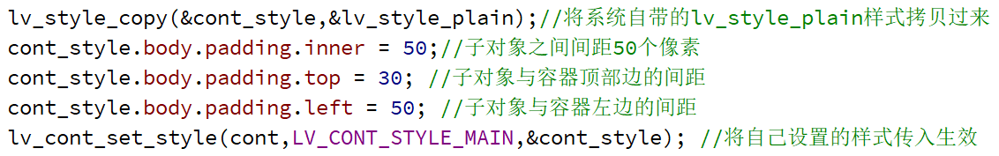 lv_style_copy(&cont_style,&lv_style_plain);//将系统自带的lv_style_plain样式拷贝过来
cont_style.body.padding.inner = 50;//子对象之间间距50个像素
cont_style.body.padding.top = 30; //子对象与容器顶部边的间距
cont_style.body.padding.left = 50; //子对象与容器左边的间距
lv_cont_set_style(cont,LV_CONT_STYLE_MAIN,&cont_style); //将自己设置的样式传入生效